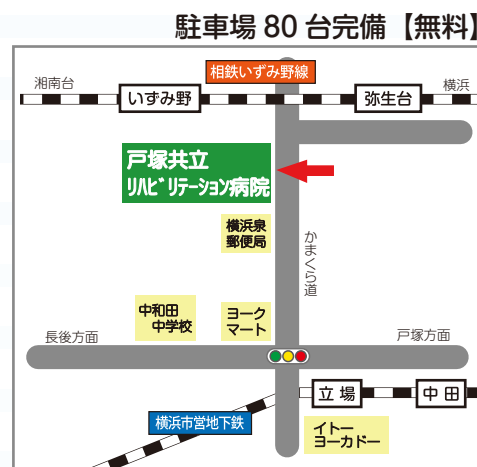 駐車場 80 台完備【無料】
相鉄いずみ野線
湘南台
横浜
いずみ野
弥生台
戸塚共立
リハビリテーション病院
横浜泉
郵便局
かまくら道
中和田
中学校
ヨーク
マート
長後方面
戸塚方面
立場
中田
横浜市営地下鉄
イトー
ヨーカドー